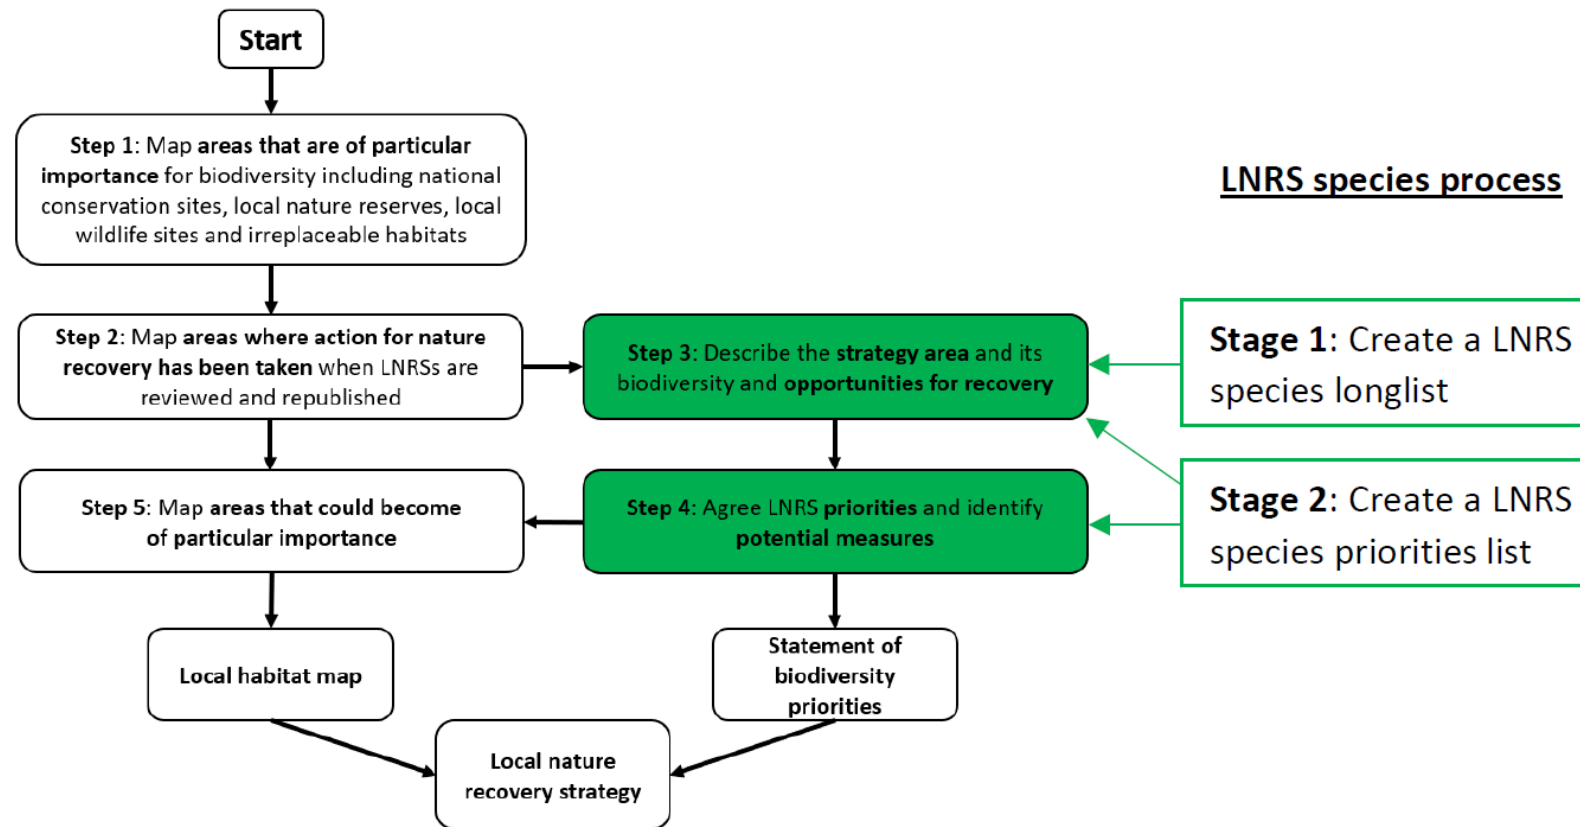 Start
Step 1: Map areas that are of particular
importance for biodiversity including national
conservation sites, local nature reserves, local
wildlife sites and irreplaceable habitats
LNRS species process
Step 2: Map areas where action for nature
recovery has been taken when LNRSs are
reviewed and republished
Step 3: Describe the strategy area and its
biodiversity and opportunities for recovery
Stage 1: Create a LNRS
species longlist
Step 5: Map areas that could become
of particular importance
Step 4: Agree LNRS priorities and identify
potential measures
Stage 2: Create a LNRS
species priorities list
Local habitat map
Statement of
biodiversity
priorities
Local nature
recovery strategy